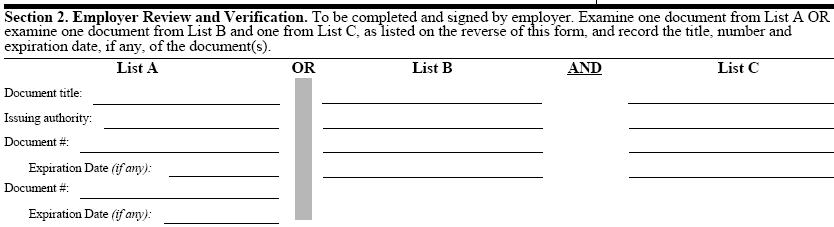 Section 2. Employer Review and Verification. To be completed and signed by employer. Examine one document from List A OR
examine one document from List B and one from List C, as listed on the reverse of this form, and record the title, number and
expiration date, if any, of the document(s).
List A OR List B AND List C
Document title:
Issuing authority:
Document #:
Expiration Date (if any):
Document #:
Expiration Date (if any):